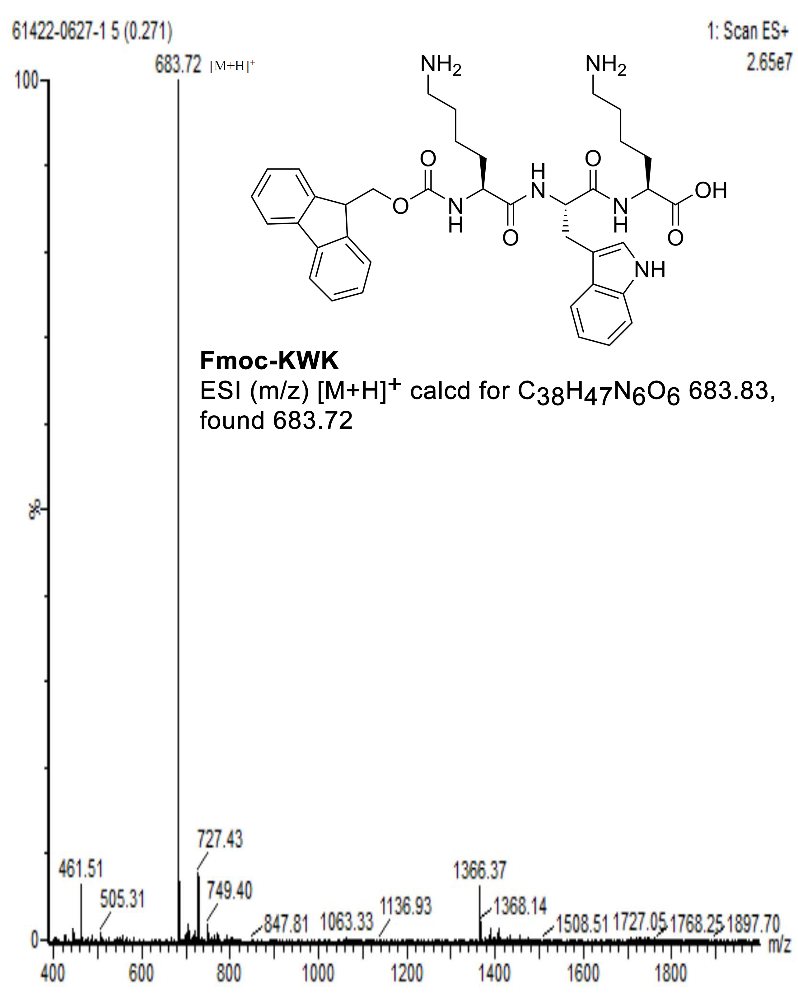 61422-0627-1 5 (0.271)
1: Scan ES+
683.72 [M+H]⁺
2.65e7
100
NH₂
NH₂
O
H
N
O
O
N
H
O
N
H
OH
O
NH
Fmoc-KWK
ESI (m/z) [M+H]⁺ calcd for C₃₈H₄₇N₆O₆ 683.83,
found 683.72
%
727.43
461.51
505.31
749.40
847.81
1063.33
1136.93
1366.37
1368.14
1508.51
1727.05
1768.25
1897.70
0
m/z
400 600 800 1000 1200 1400 1600 1800